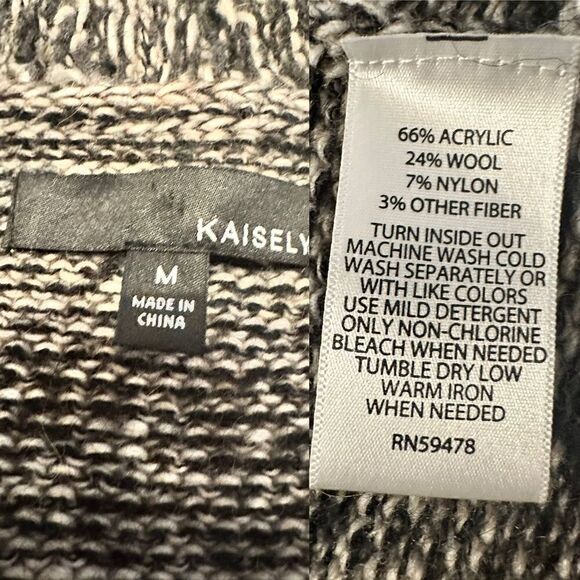 KAISELY
M
MADE IN
CHINA
66% ACRYLIC
24% WOOL
7% NYLON
3% OTHER FIBER
TURN INSIDE OUT
MACHINE WASH COLD
WASH SEPARATELY OR
WITH LIKE COLORS
USE MILD DETERGENT
ONLY NON-CHLORINE
BLEACH WHEN NEEDED
TUMBLE DRY LOW
WARM IRON
WHEN NEEDED
RN59478